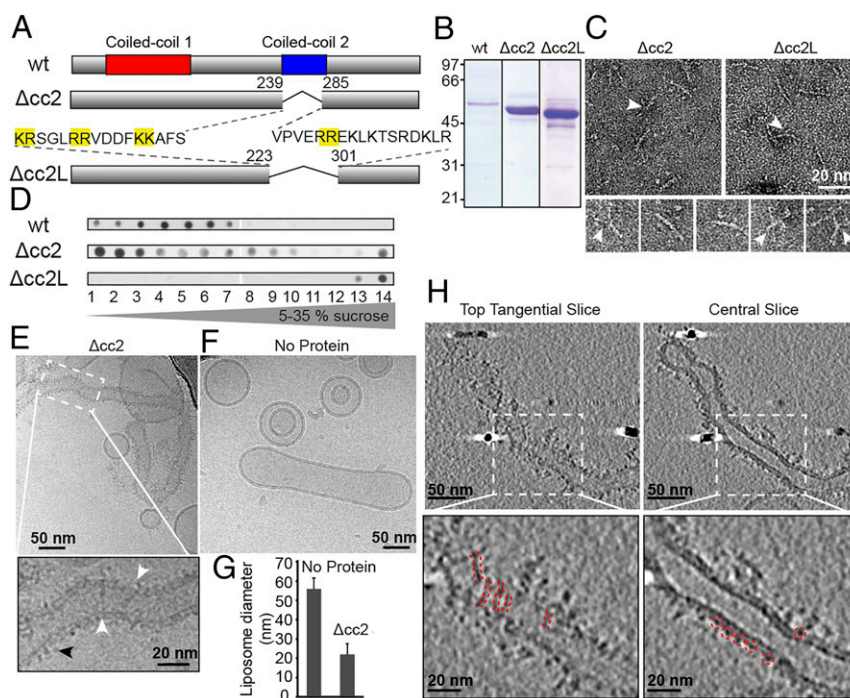 A
Coiled-coil 1 Coiled-coil 2
wt
239 285
Δcc2
KRSGLRRVDDFKKAFS VPVERREKLKTSRDKLR
223 301
Δcc2L
B
wt Δcc2 Δcc2L
97
66
45
31
21
C
Δcc2 Δcc2L
20 nm
D
wt
Δcc2
Δcc2L
1 2 3 4 5 6 7 8 9 10 11 12 13 14
5-35 % sucrose
E
Δcc2
50 nm
20 nm
F
No Protein
50 nm
G
No Protein
Δcc2
Liposome diameter
(nm)
70
60
50
40
30
20
10
0
H
Top Tangential Slice Central Slice
50 nm 50 nm
20 nm 20 nm